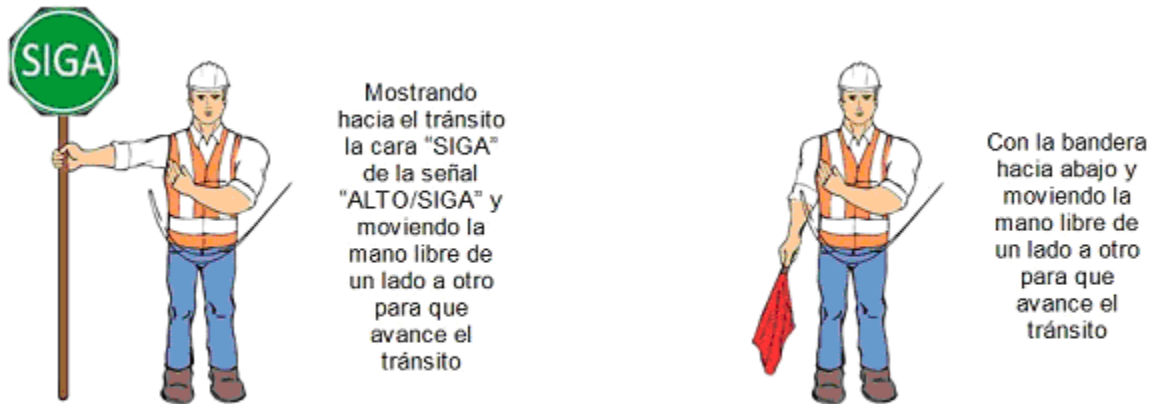 SIGA
Mostrando
hacia el tránsito
la cara "SIGA"
de la señal
"ALTO/SIGA" y
moviendo la
mano libre de
un lado a otro
para que
avance el
tránsito
Con la bandera
hacia abajo y
moviendo la
mano libre de
un lado a otro
para que
avance el
tránsito